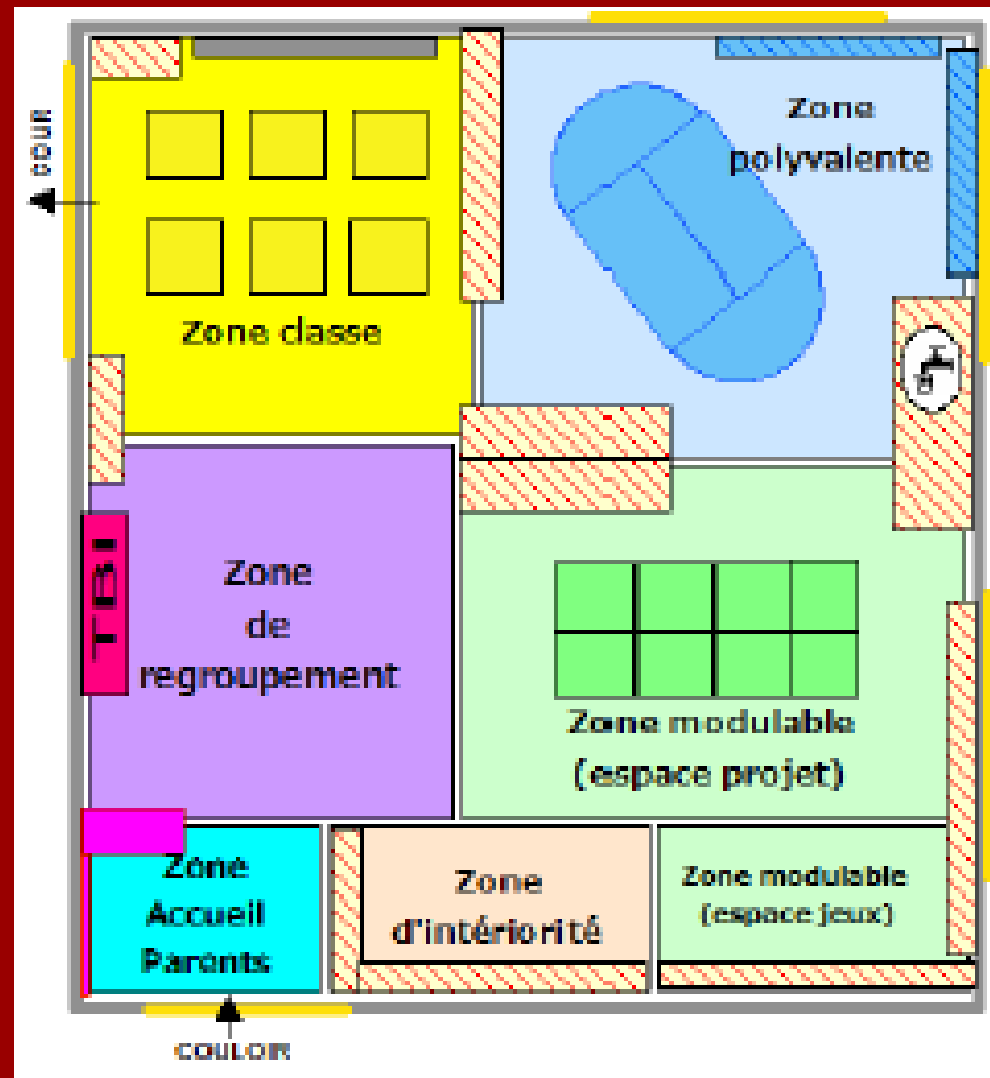 COUR
Zone
polyvalente
Zone classe
TBI
Zone
de
regroupement
Zone modulable
(espace projet)
Zone
Accueil
Parents
Zone
d'intériorité
Zone modulable
(espace jeux)
COULOIR